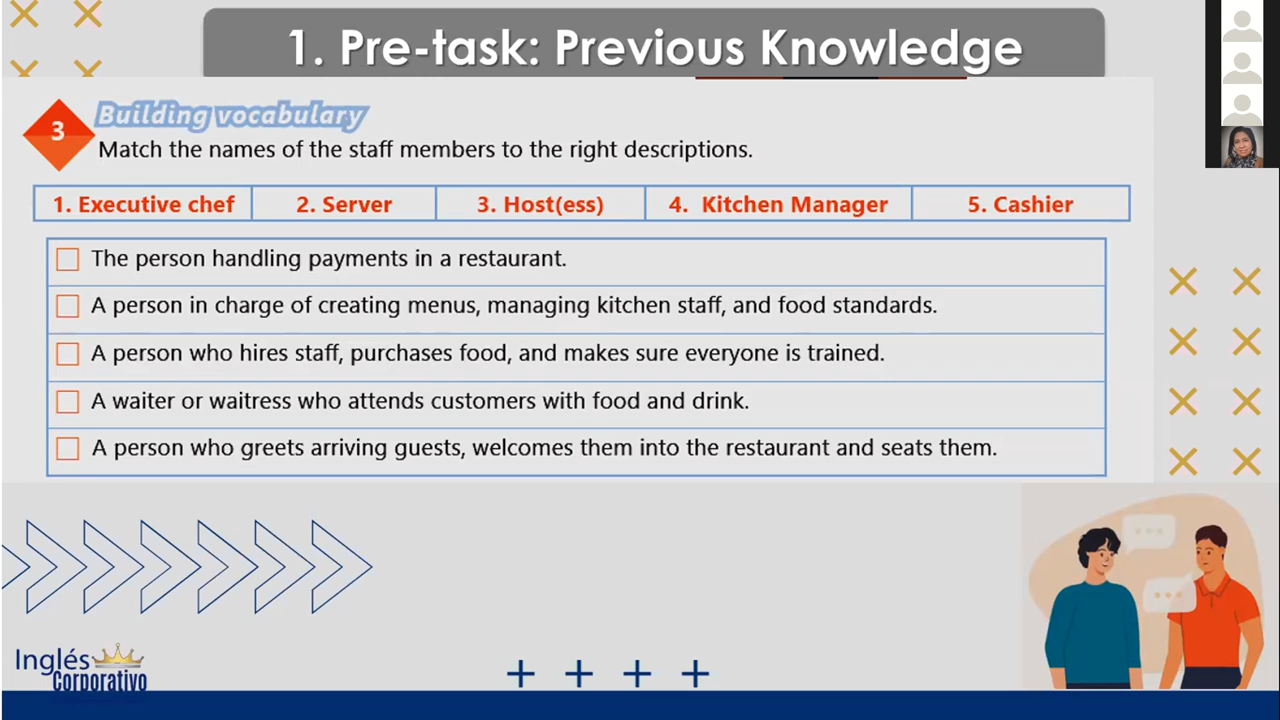 1. Pre-task: Previous Knowledge
3
Building vocabulary
Match the names of the staff members to the right descriptions.
1. Executive chef 2. Server 3. Host(ess) 4. Kitchen Manager 5. Cashier
The person handling payments in a restaurant.
A person in charge of creating menus, managing kitchen staff, and food standards.
A person who hires staff, purchases food, and makes sure everyone is trained.
A waiter or waitress who attends customers with food and drink.
A person who greets arriving guests, welcomes them into the restaurant and seats them.
Inglés
Corporativo